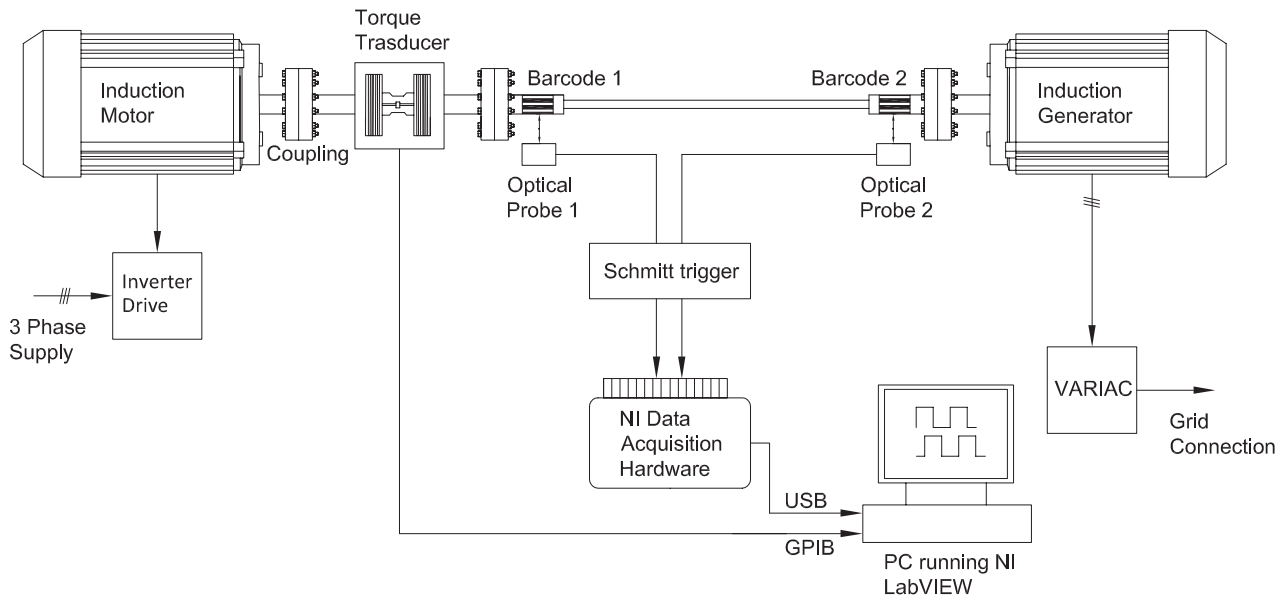 Torque
Trasducer
Induction
Motor
Barcode 1
Barcode 2
Induction
Generator
Coupling
Optical
Probe 1
Optical
Probe 2
Inverter
Drive
3 Phase
Supply
Schmitt trigger
VARIAC
Grid
Connection
NI Data
Acquisition
Hardware
USB
GPIB
PC running NI
LabVIEW